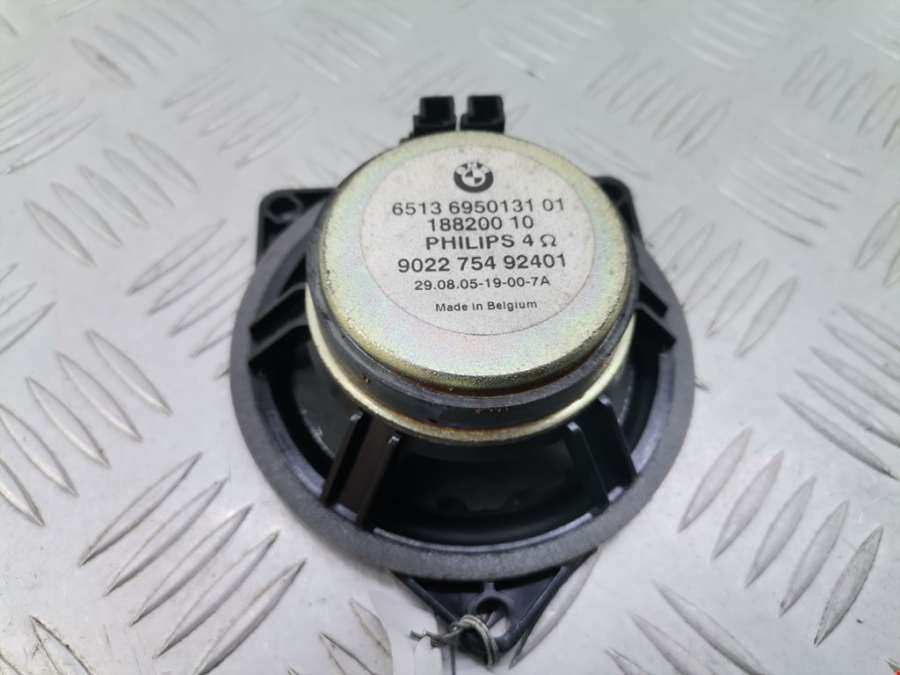 BMW
6513 6950131 01
188200 10
PHILIPS 4 Ω
9022 754 92401
29.08.05-19-00-7A
Made in Belgium